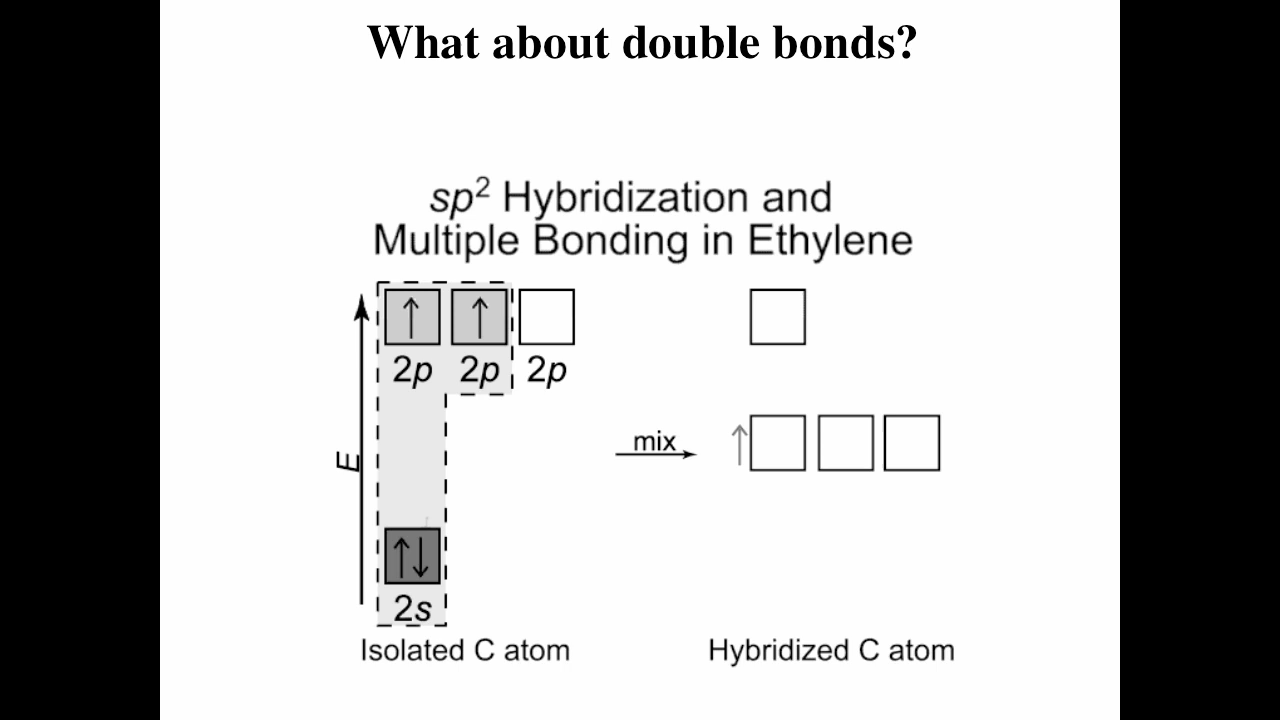 What about double bonds?
sp² Hybridization and
Multiple Bonding in Ethylene
2p 2p 2p
E
mix
2s
Isolated C atom
Hybridized C atom